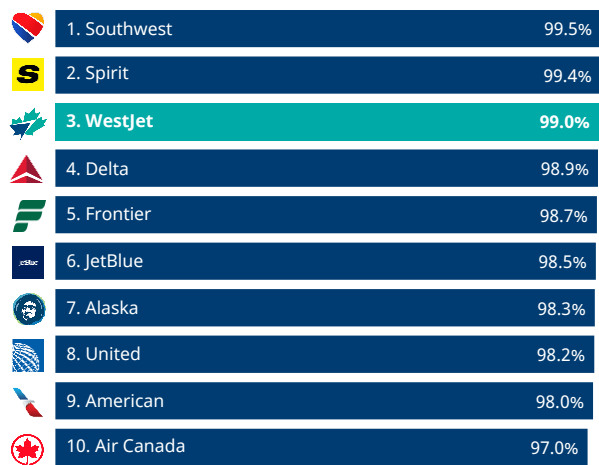 1. Southwest 99.5%
2. Spirit 99.4%
3. WestJet 99.0%
4. Delta 98.9%
5. Frontier 98.7%
jetBlue
6. JetBlue 98.5%
7. Alaska 98.3%
8. United 98.2%
9. American 98.0%
10. Air Canada 97.0%